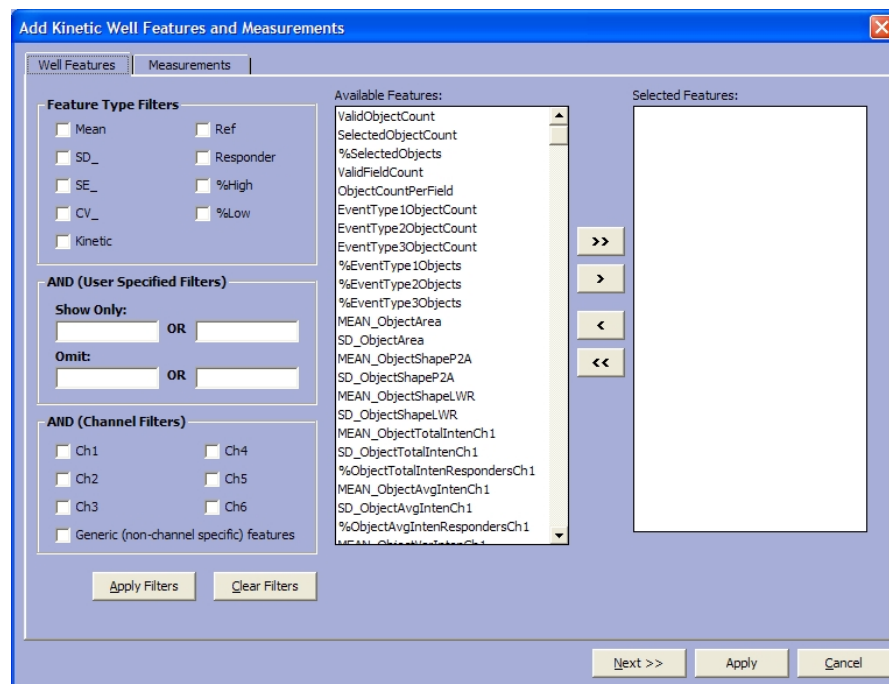 Add Kinetic Well Features and Measurements
Well Features
Measurements
Feature Type Filters
Mean
Ref
SD_
Responder
SE_
%High
CV_
%Low
Kinetic
AND (User Specified Filters)
Show Only:
OR
Omit:
OR
AND (Channel Filters)
Ch1
Ch4
Ch2
Ch5
Ch3
Ch6
Generic (non-channel specific) features
Apply Filters
Clear Filters
Available Features:
ValidObjectCount
SelectedObjectCount
%SelectedObjects
ValidFieldCount
ObjectCountPerField
EventType1ObjectCount
EventType2ObjectCount
EventType3ObjectCount
%EventType1Objects
%EventType2Objects
%EventType3Objects
MEAN_ObjectArea
SD_ObjectArea
MEAN_ObjectShapeP2A
SD_ObjectShapeP2A
MEAN_ObjectShapeLWR
SD_ObjectShapeLWR
MEAN_ObjectTotalIntenCh1
SD_ObjectTotalIntenCh1
%ObjectTotalIntenRespondersCh1
MEAN_ObjectAvgIntenCh1
SD_ObjectAvgIntenCh1
%ObjectAvgIntenRespondersCh1
MEAN_ObjectVarIntenCh1
>>
>
<
<<
Selected Features:
Next >>
Apply
Cancel